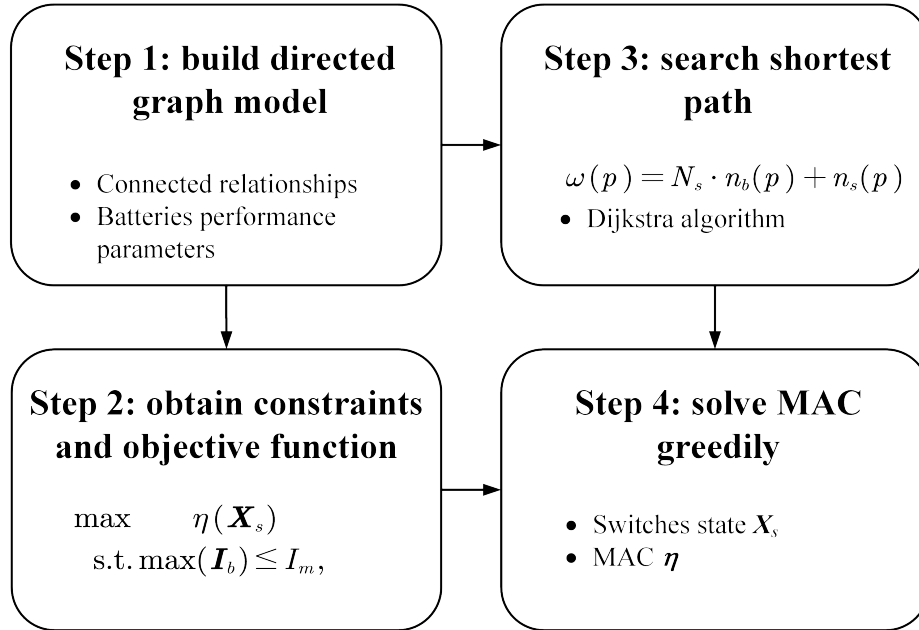 Step 1: build directed
graph model
• Connected relationships
• Batteries performance
parameters
Step 3: search shortest
path
ω(p) = N_s · n_b(p) + n_s(p)
• Dijkstra algorithm
Step 2: obtain constraints
and objective function
max η(X_s)
s.t. max(I_b) ≤ I_m,
Step 4: solve MAC
greedily
• Switches state X_s
• MAC η